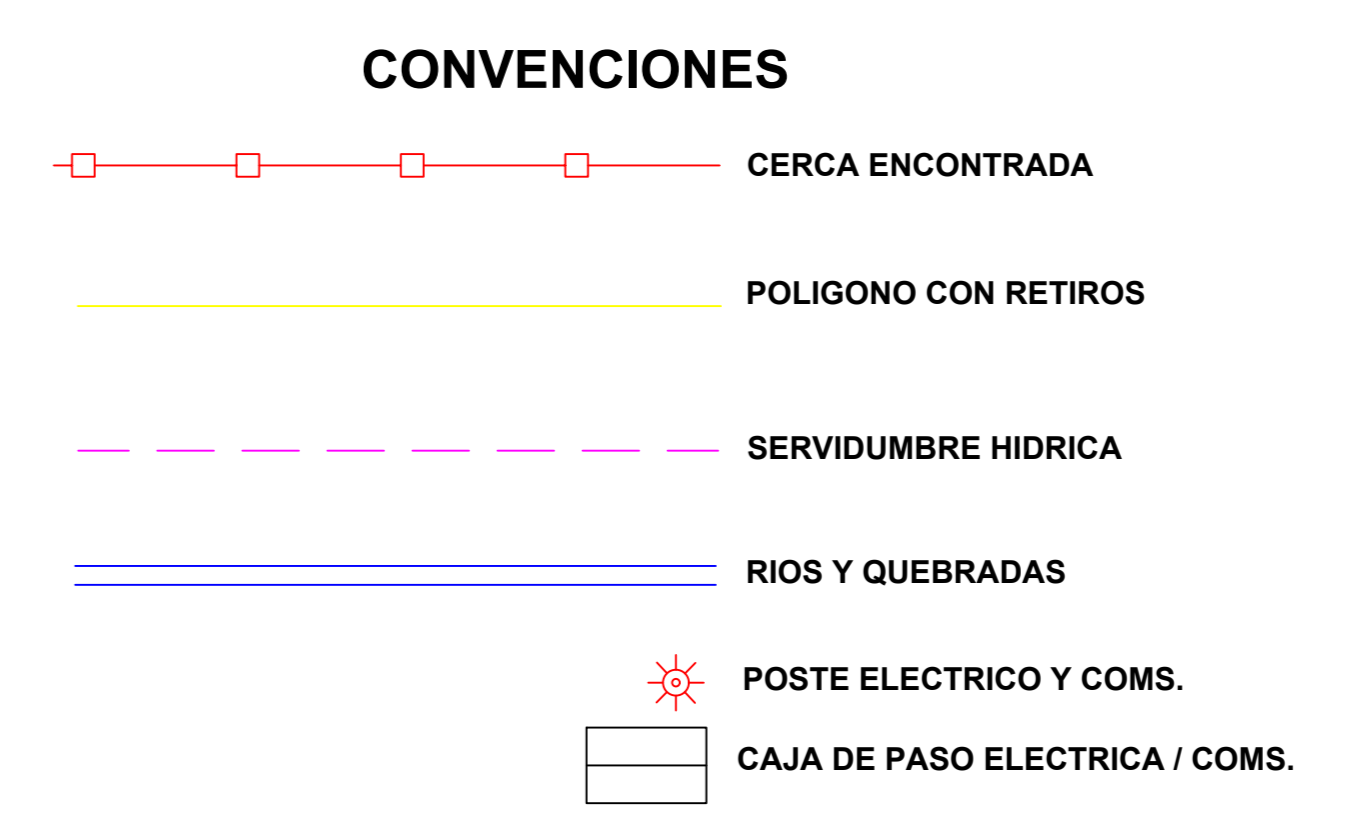 CONVENCIONES
CERCA ENCONTRADA
POLIGONO CON RETIROS
SERVIDUMBRE HIDRICA
RIOS Y QUEBRADAS
POSTE ELECTRICO Y COMS.
CAJA DE PASO ELECTRICA / COMS.